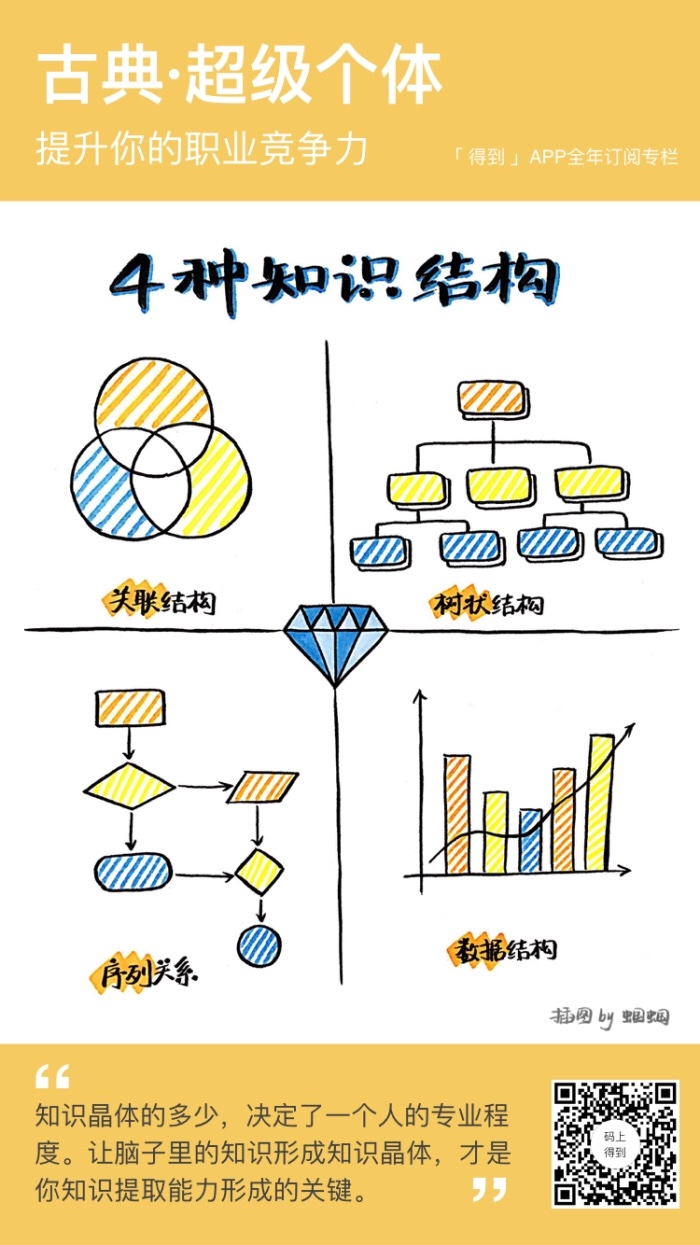 古典·超级个体
提升你的职业竞争力
「得到」APP全年订阅专栏
4种知识结构
关联结构
树状结构
序列关系
数据结构
插图 by 蝈蝈
“
知识晶体的多少，决定了一个人的专业程
度。让脑子里的知识形成知识晶体，才是
你知识提取能力形成的关键。
”
码上
得到